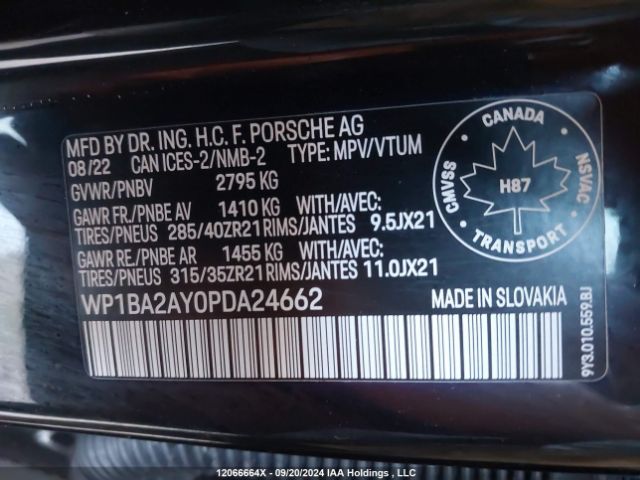 MFD BY DR. ING. H.C. F. PORSCHE AG
08/22 CAN ICES-2/NMB-2 TYPE: MPV/VTUM
GVWR/PNBV 2795 KG
GAWR FR./PNBE AV 1410 KG WITH/AVEC:
TIRES/PNEUS 285/40ZR21 RIMS/JANTES 9.5JX21
GAWR RE./PNBE AR 1455 KG WITH/AVEC:
TIRES/PNEUS 315/35ZR21 RIMS/JANTES 11.0JX21
WP1BA2AY0PDA24662 MADE IN SLOVAKIA
CANADA
CMVSS
NSVAC
H87
TRANSPORT
9Y3.010.559.BJ
12066664X - 09/20/2024 IAA Holdings , LLC